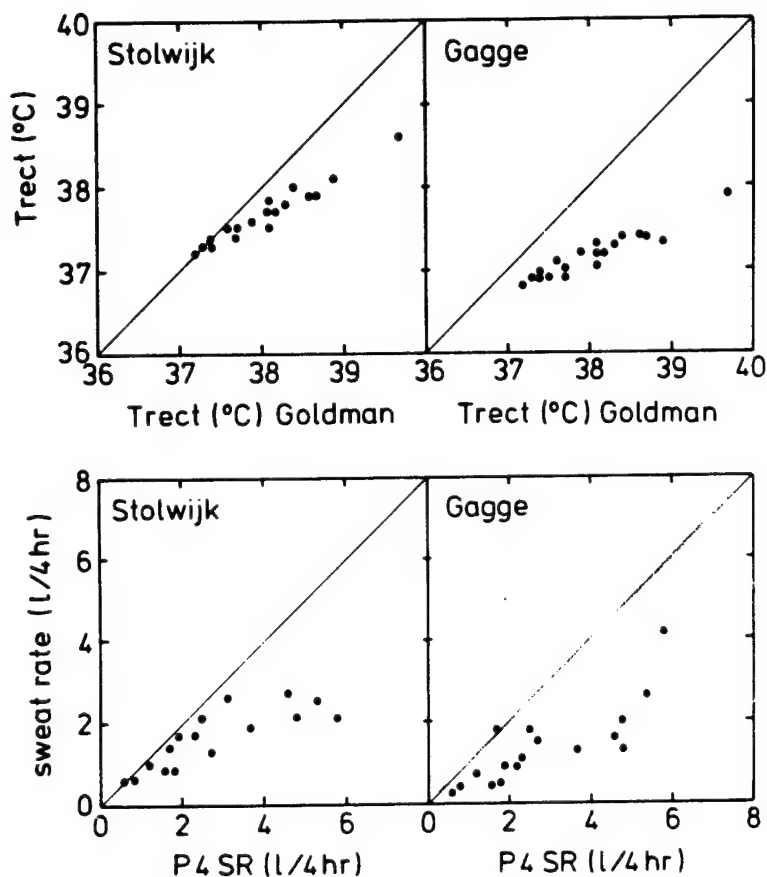 40
Stolwijk
Gagge
39
38
37
36
Trect (°C)
36 37 38 39 36 37 38 39 40
Trect (°C) Goldman
Trect (°C) Goldman
8
Stolwijk
Gagge
6
4
2
0
sweat rate (l/4hr)
0 2 4 6 0 2 4 6 8
P4SR (l/4hr)
P4 SR (l/4hr)